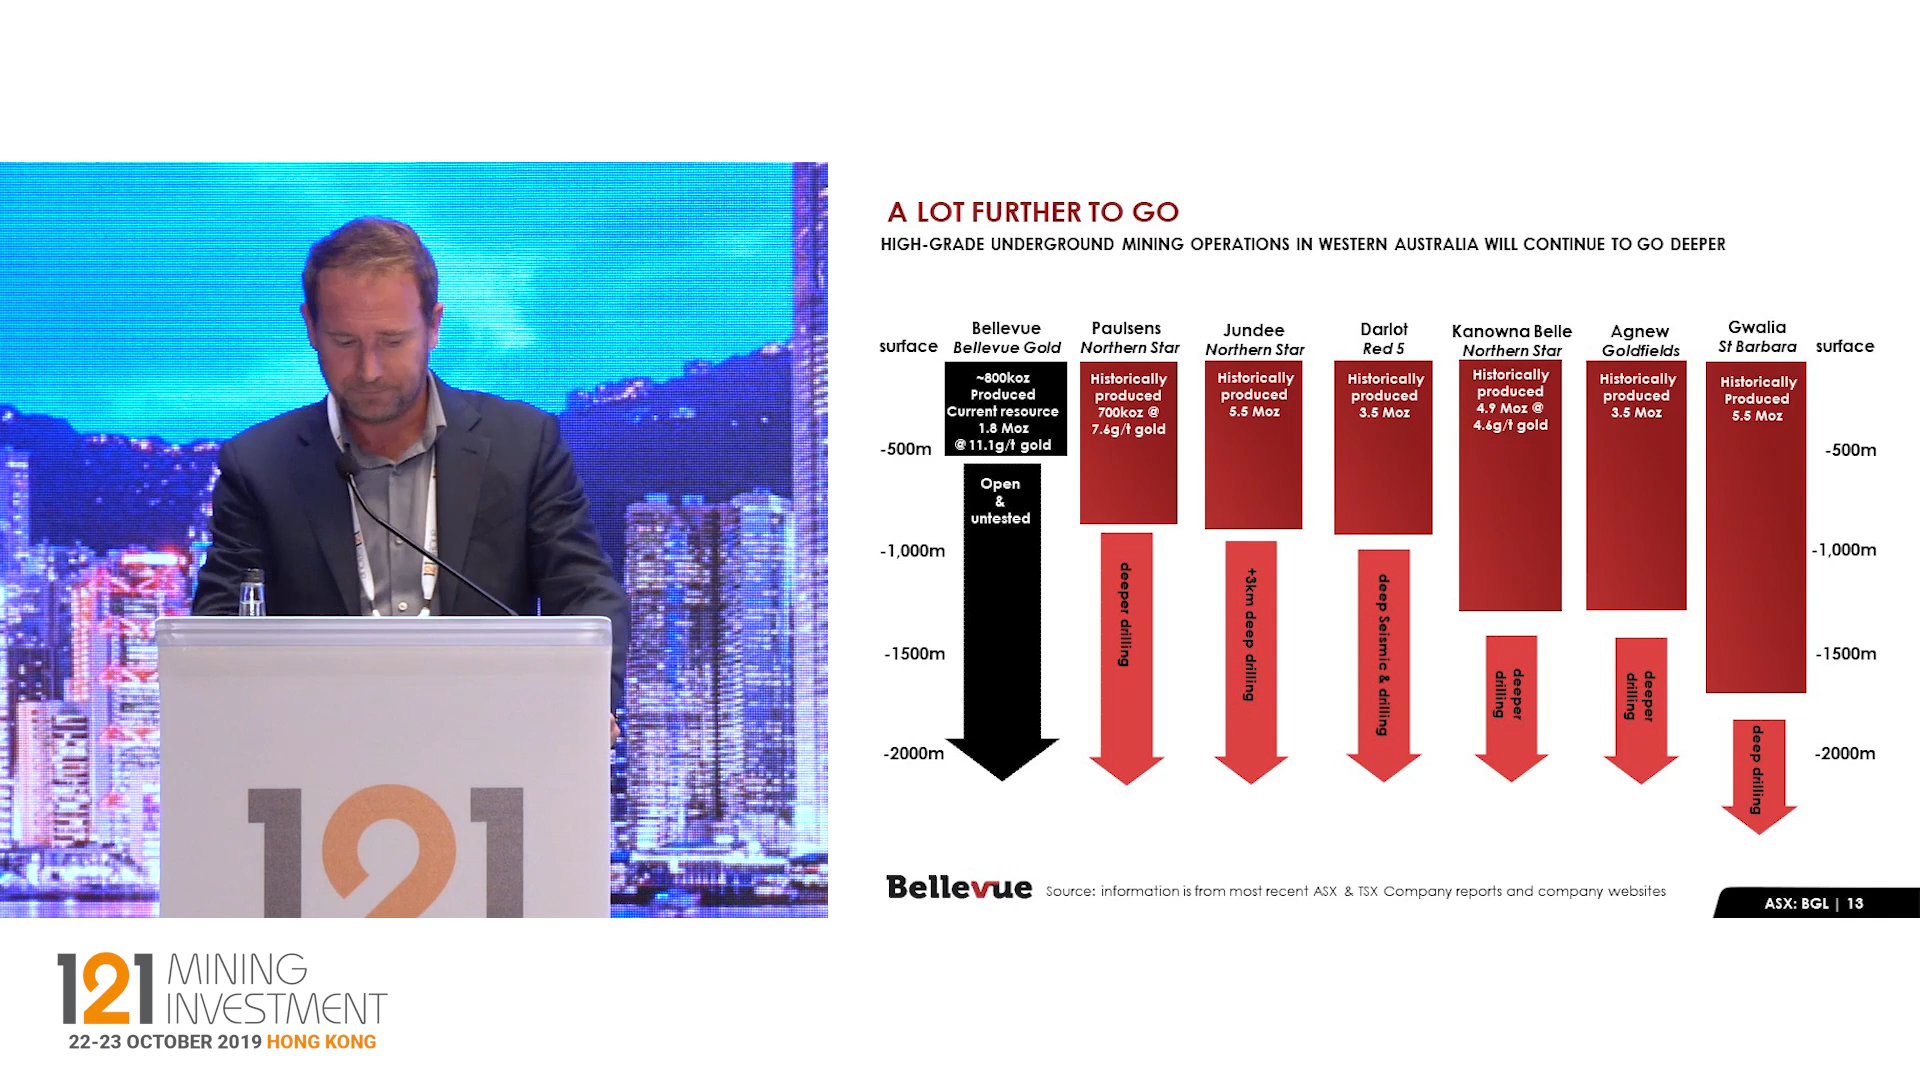 A LOT FURTHER TO GO
HIGH-GRADE UNDERGROUND MINING OPERATIONS IN WESTERN AUSTRALIA WILL CONTINUE TO GO DEEPER
surface
-500m
-1,000m
-1500m
-2000m
Bellevue
Bellevue Gold
~800koz
Produced
Current resource
1.8 Moz
@11.1g/t gold
Open
&
untested
Paulsens
Northern Star
Historically
produced
700koz @
7.6g/t gold
deeper drilling
Jundee
Northern Star
Historically
produced
5.5 Moz
+3km deep drilling
Darlot
Red 5
Historically
produced
3.5 Moz
deep Seismic & drilling
Kanowna Belle
Northern Star
Historically
produced
4.9 Moz @
4.6g/t gold
deeper
drilling
Agnew
Goldfields
Historically
produced
3.5 Moz
deeper
drilling
Gwalia
St Barbara
Historically
Produced
5.5 Moz
deep drilling
surface
-500m
-1,000m
-1500m
-2000m
Bellevue
Source: information is from most recent ASX & TSX Company reports and company websites
ASX: BGL | 13
121
121 MINING
INVESTMENT
22-23 OCTOBER 2019 HONG KONG